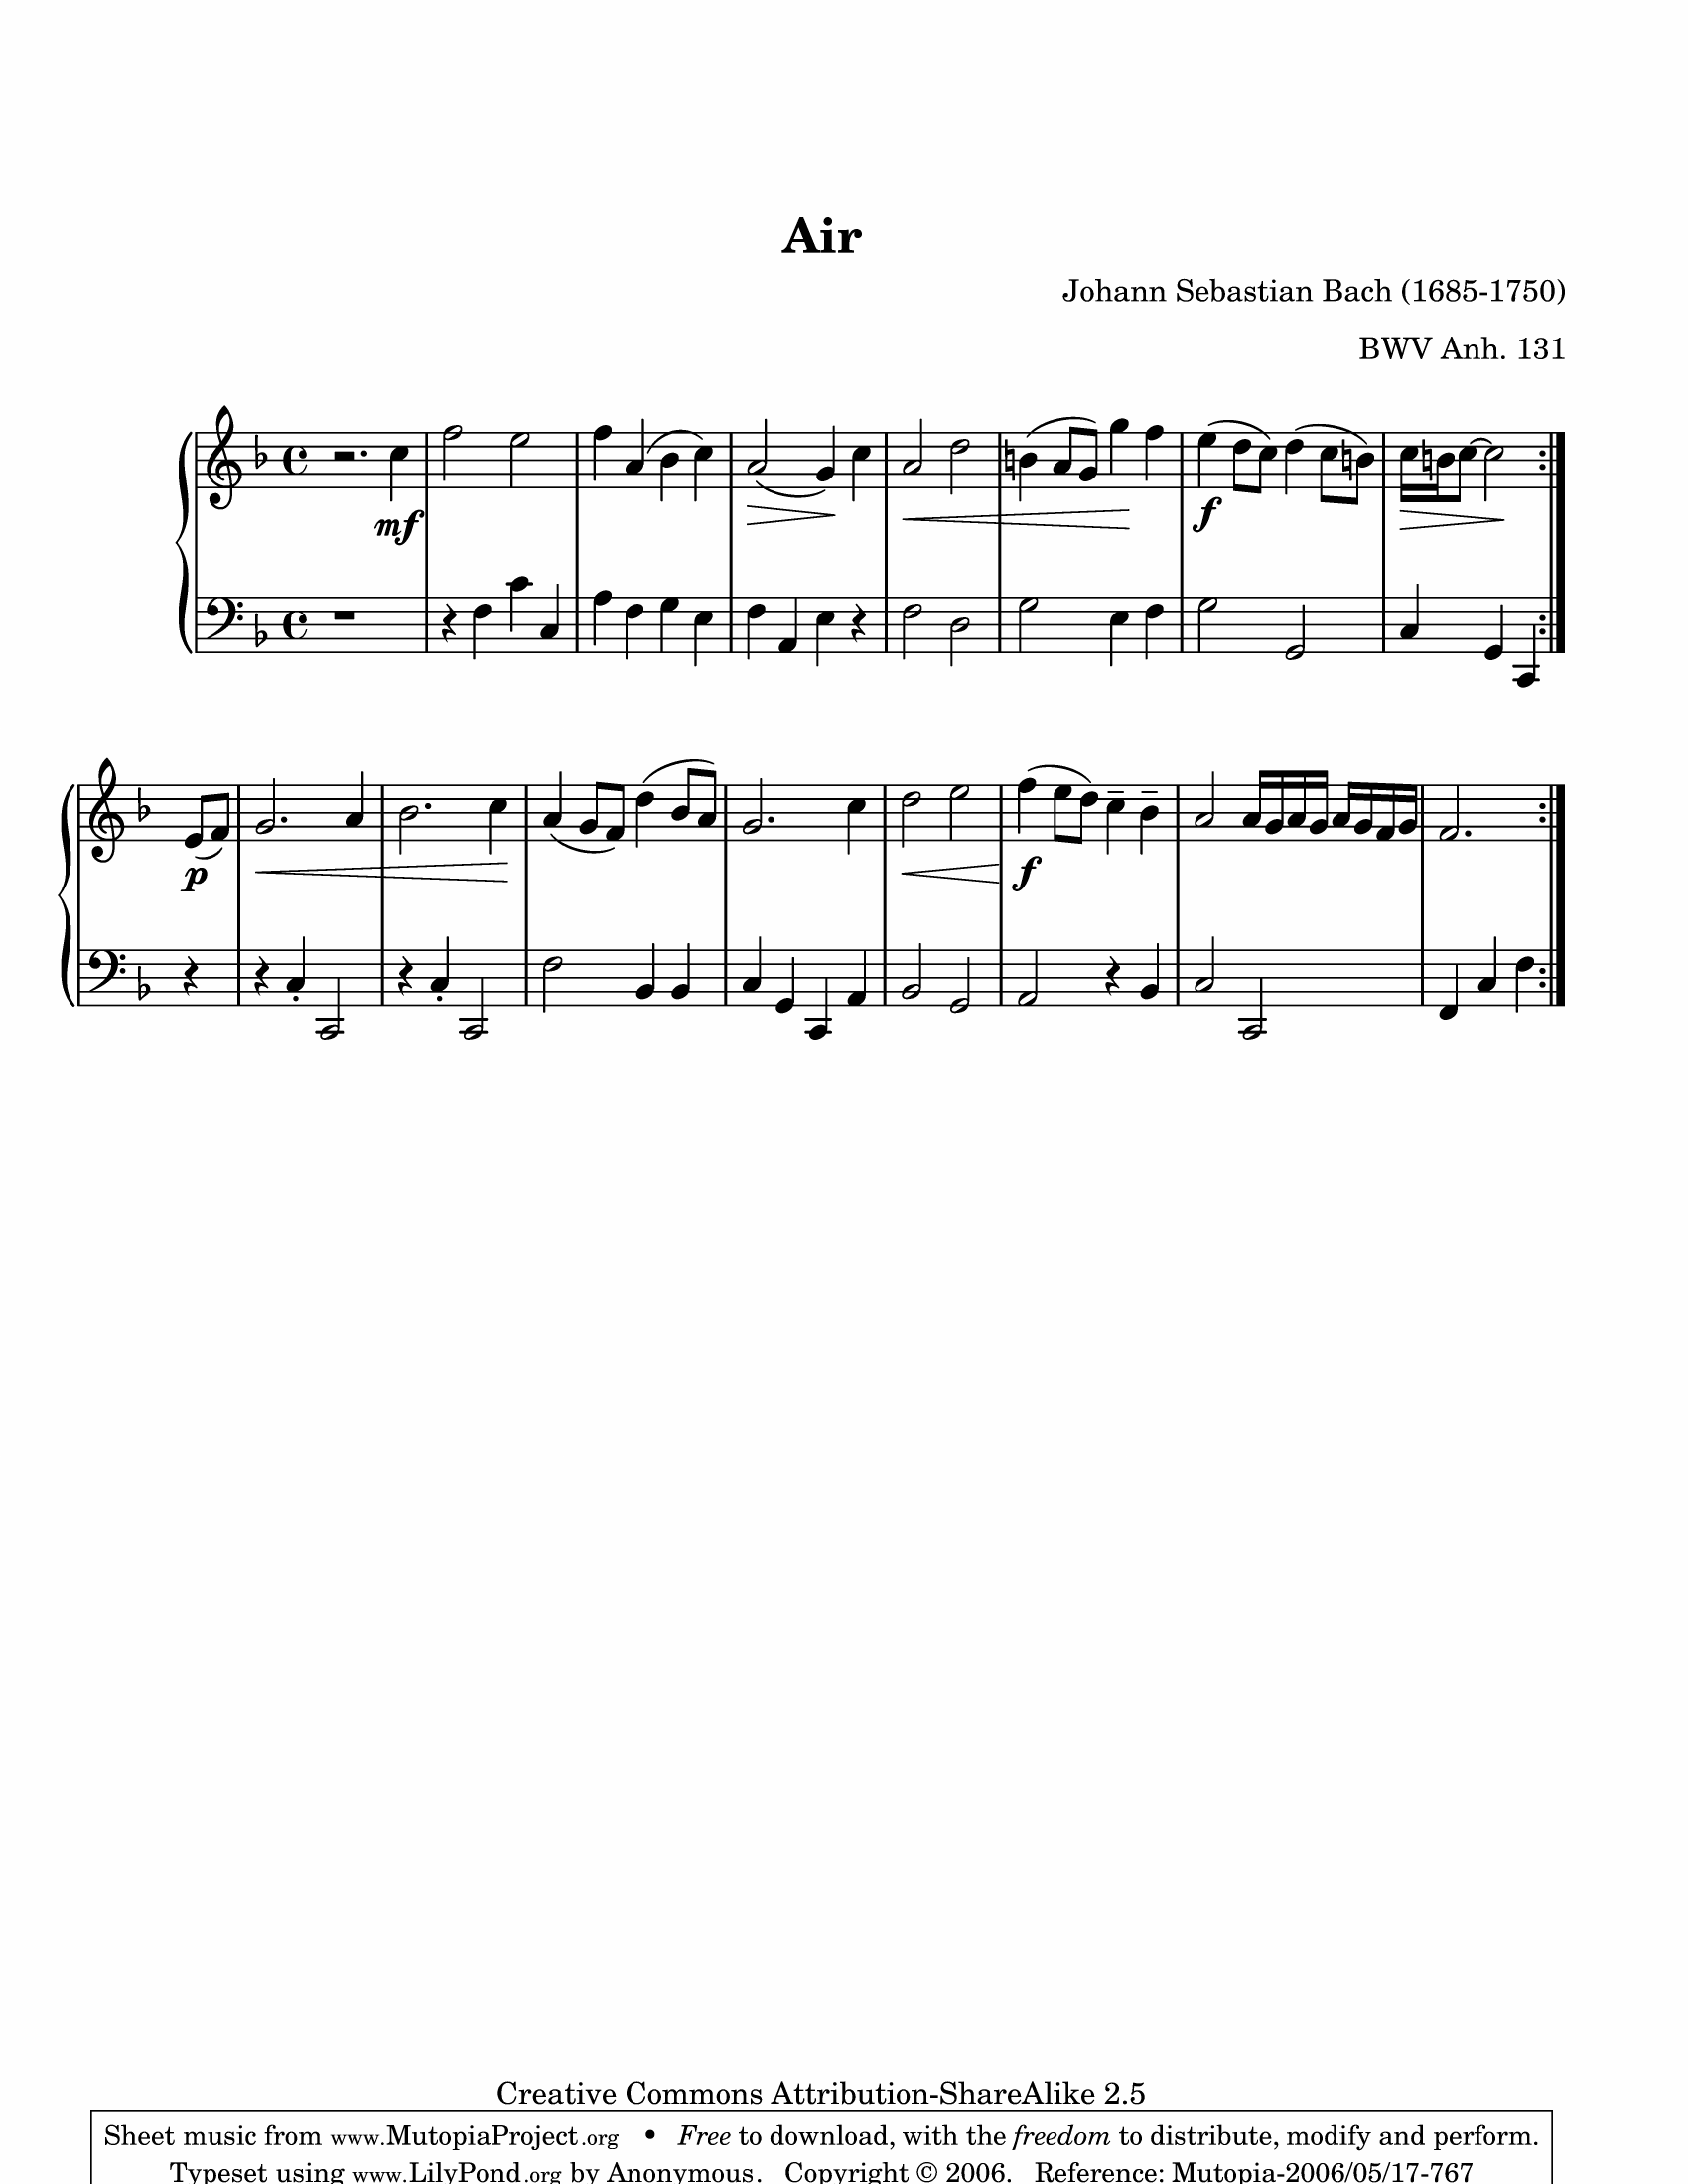 Air
Johann Sebastian Bach (1685-1750)
BWV Anh. 131
mf
f
p
f
Creative Commons Attribution-ShareAlike 2.5
Sheet music from www.MutopiaProject.org • Free to download, with the freedom to distribute, modify and perform.
Typeset using www.LilyPond.org by Anonymous. Copyright © 2006. Reference: Mutopia-2006/05/17-767